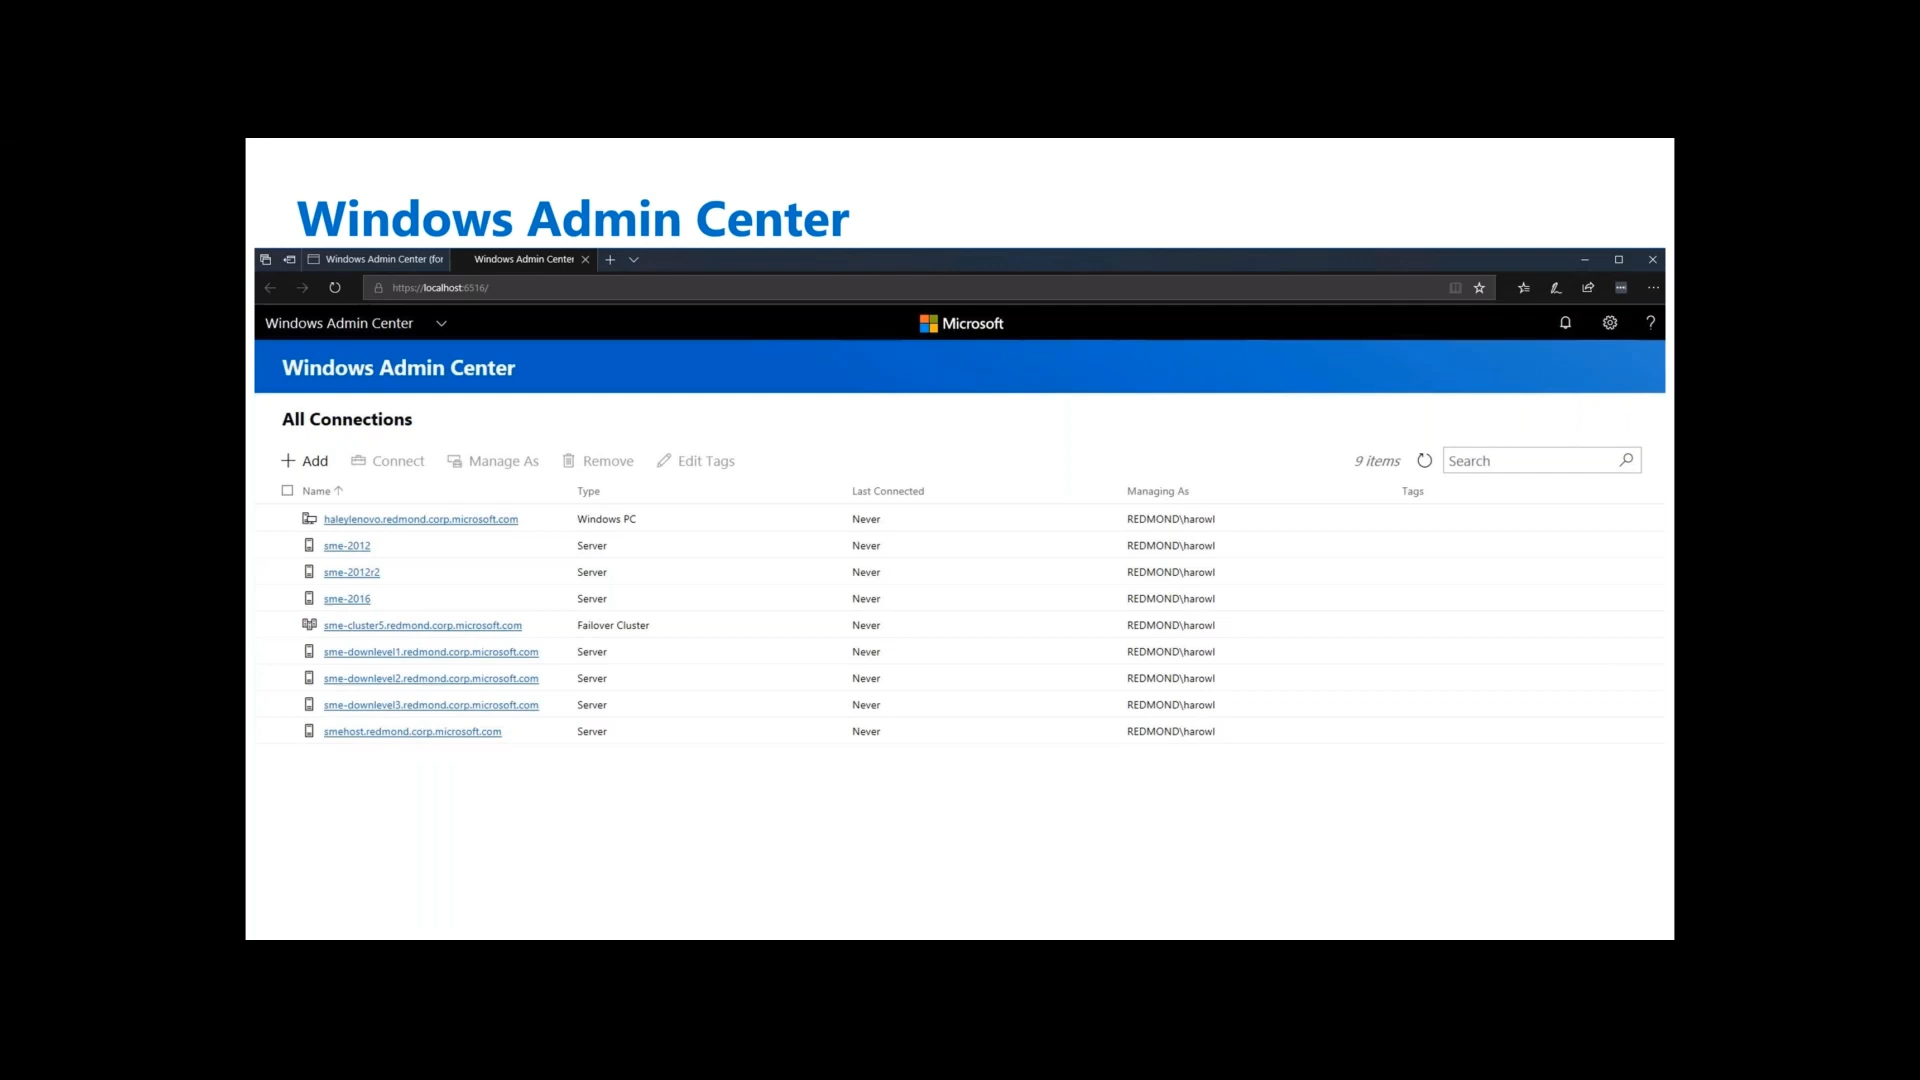 Windows Admin Center
Windows Admin Center (for
Windows Admin Center
https://localhost:6516/
Windows Admin Center
Microsoft
?
Windows Admin Center
All Connections
Add Connect Manage As Remove Edit Tags 9 items Search
Name Type Last Connected Managing As Tags
haleylenovo.redmond.corp.microsoft.com Windows PC Never REDMOND\harowl
sme-2012 Server Never REDMOND\harowl
sme-2012r2 Server Never REDMOND\harowl
sme-2016 Server Never REDMOND\harowl
sme-cluster5.redmond.corp.microsoft.com Failover Cluster Never REDMOND\harowl
sme-downlevel1.redmond.corp.microsoft.com Server Never REDMOND\harowl
sme-downlevel2.redmond.corp.microsoft.com Server Never REDMOND\harowl
sme-downlevel3.redmond.corp.microsoft.com Server Never REDMOND\harowl
smehost.redmond.corp.microsoft.com Server Never REDMOND\harowl